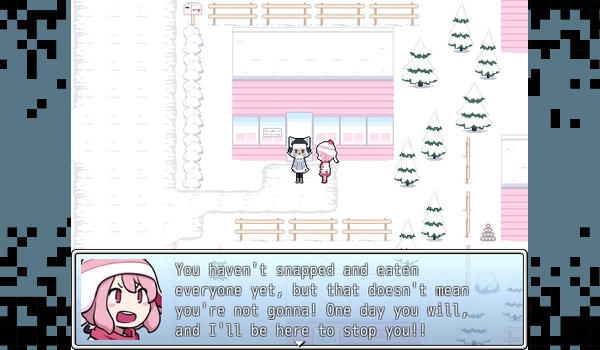 You haven't snapped and eaten
everyone yet, but that doesn't mean
you're not gonna! One day you will,
and I'll be here to stop you!!